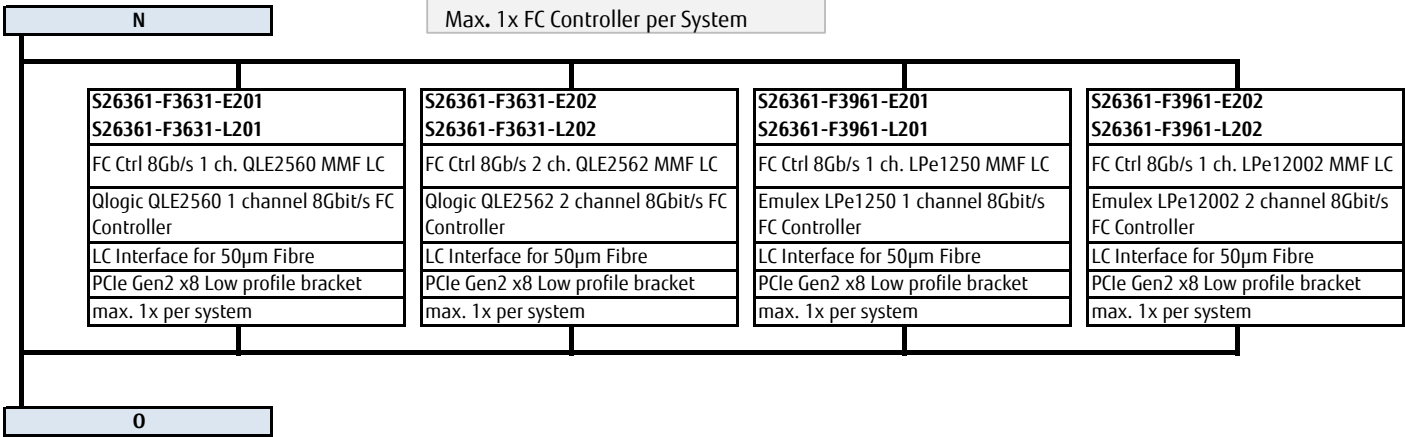 N
Max. 1x FC Controller per System
S26361-F3631-E201
S26361-F3631-L201
FC Ctrl 8Gb/s 1 ch. QLE2560 MMF LC
Qlogic QLE2560 1 channel 8Gbit/s FC
Controller
LC Interface for 50µm Fibre
PCIe Gen2 x8 Low profile bracket
max. 1x per system
S26361-F3631-E202
S26361-F3631-L202
FC Ctrl 8Gb/s 2 ch. QLE2562 MMF LC
Qlogic QLE2562 2 channel 8Gbit/s FC
Controller
LC Interface for 50µm Fibre
PCIe Gen2 x8 Low profile bracket
max. 1x per system
S26361-F3961-E201
S26361-F3961-L201
FC Ctrl 8Gb/s 1 ch. LPe1250 MMF LC
Emulex LPe1250 1 channel 8Gbit/s
FC Controller
LC Interface for 50µm Fibre
PCIe Gen2 x8 Low profile bracket
max. 1x per system
S26361-F3961-E202
S26361-F3961-L202
FC Ctrl 8Gb/s 1 ch. LPe12002 MMF LC
Emulex LPe12002 2 channel 8Gbit/s
FC Controller
LC Interface for 50µm Fibre
PCIe Gen2 x8 Low profile bracket
max. 1x per system
O